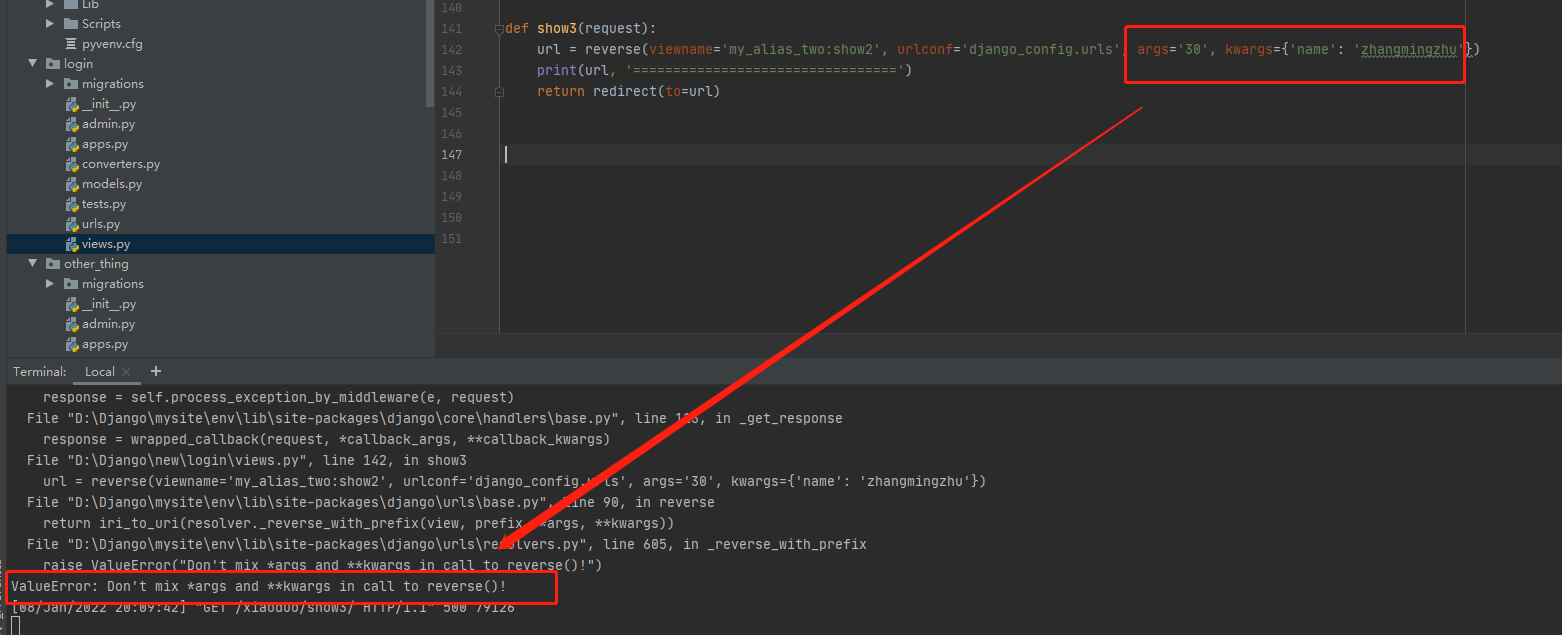 Lib
Scripts
pyvenv.cfg
login
migrations
__init__.py
admin.py
apps.py
converters.py
models.py
tests.py
urls.py
views.py
other_thing
migrations
__init__.py
admin.py
apps.py
140
141 def show3(request):
142 url = reverse(viewname='my_alias_two:show2', urlconf='django_config.urls', args='30', kwargs={'name': 'zhangmingzhu'})
143 print(url, '=================================')
144 return redirect(to=url)
145
146
147
148
149
150
151
Terminal: Local × +
response = self.process_exception_by_middleware(e, request)
File "D:\Django\mysite\env\lib\site-packages\django\core\handlers\base.py", line 113, in _get_response
response = wrapped_callback(request, *callback_args, **callback_kwargs)
File "D:\Django\new\login\views.py", line 142, in show3
url = reverse(viewname='my_alias_two:show2', urlconf='django_config.urls', args='30', kwargs={'name': 'zhangmingzhu'})
File "D:\Django\mysite\env\lib\site-packages\django\urls\base.py", line 90, in reverse
return iri_to_uri(resolver._reverse_with_prefix(view, prefix, *args, **kwargs))
File "D:\Django\mysite\env\lib\site-packages\django\urls\resolvers.py", line 605, in _reverse_with_prefix
raise ValueError("Don't mix *args and **kwargs in call to reverse()!")
ValueError: Don't mix *args and **kwargs in call to reverse()!
[08/Jan/2022 20:09:42] "GET /xiaoduo/show3/ HTTP/1.1" 500 79126